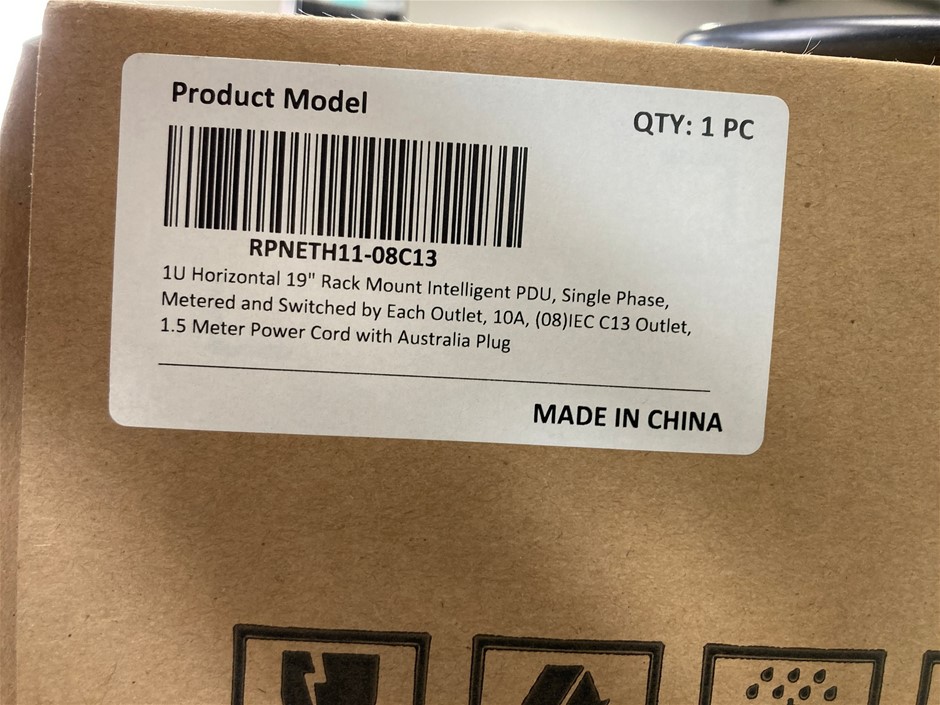 Product Model
QTY: 1 PC
RPNETH11-08C13
1U Horizontal 19" Rack Mount Intelligent PDU, Single Phase,
Metered and Switched by Each Outlet, 10A, (08)IEC C13 Outlet,
1.5 Meter Power Cord with Australia Plug
MADE IN CHINA